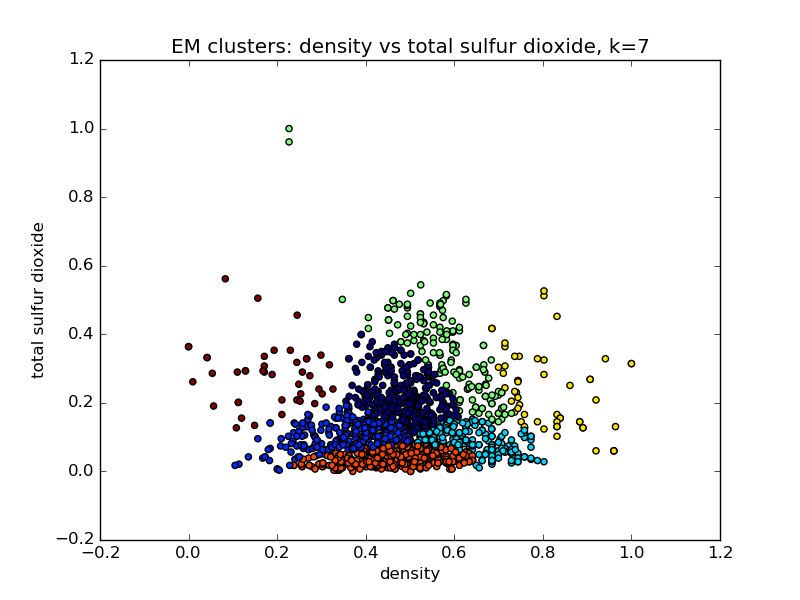 EM clusters: density vs total sulfur dioxide, k=7
1.2
1.0
0.8
0.6
0.4
0.2
0.0
−0.2
total sulfur dioxide
−0.2 0.0 0.2 0.4 0.6 0.8 1.0 1.2
density